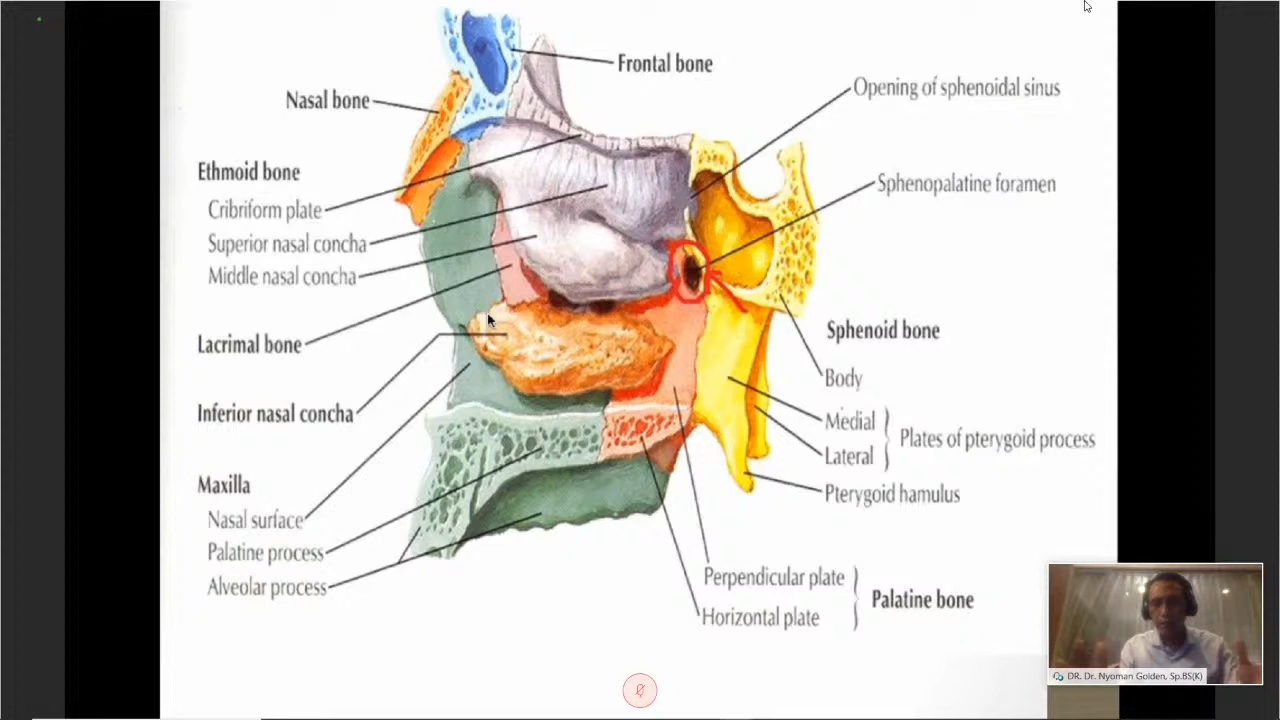 Frontal bone
Opening of sphenoidal sinus
Nasal bone
Ethmoid bone
Cribriform plate
Superior nasal concha
Middle nasal concha
Sphenopalatine foramen
Lacrimal bone
Inferior nasal concha
Sphenoid bone
Body
Medial
Lateral
Plates of pterygoid process
Pterygoid hamulus
Maxilla
Nasal surface
Palatine process
Alveolar process
Perpendicular plate
Horizontal plate
Palatine bone
DR. Dr. Nyoman Golden, Sp.BS(K)